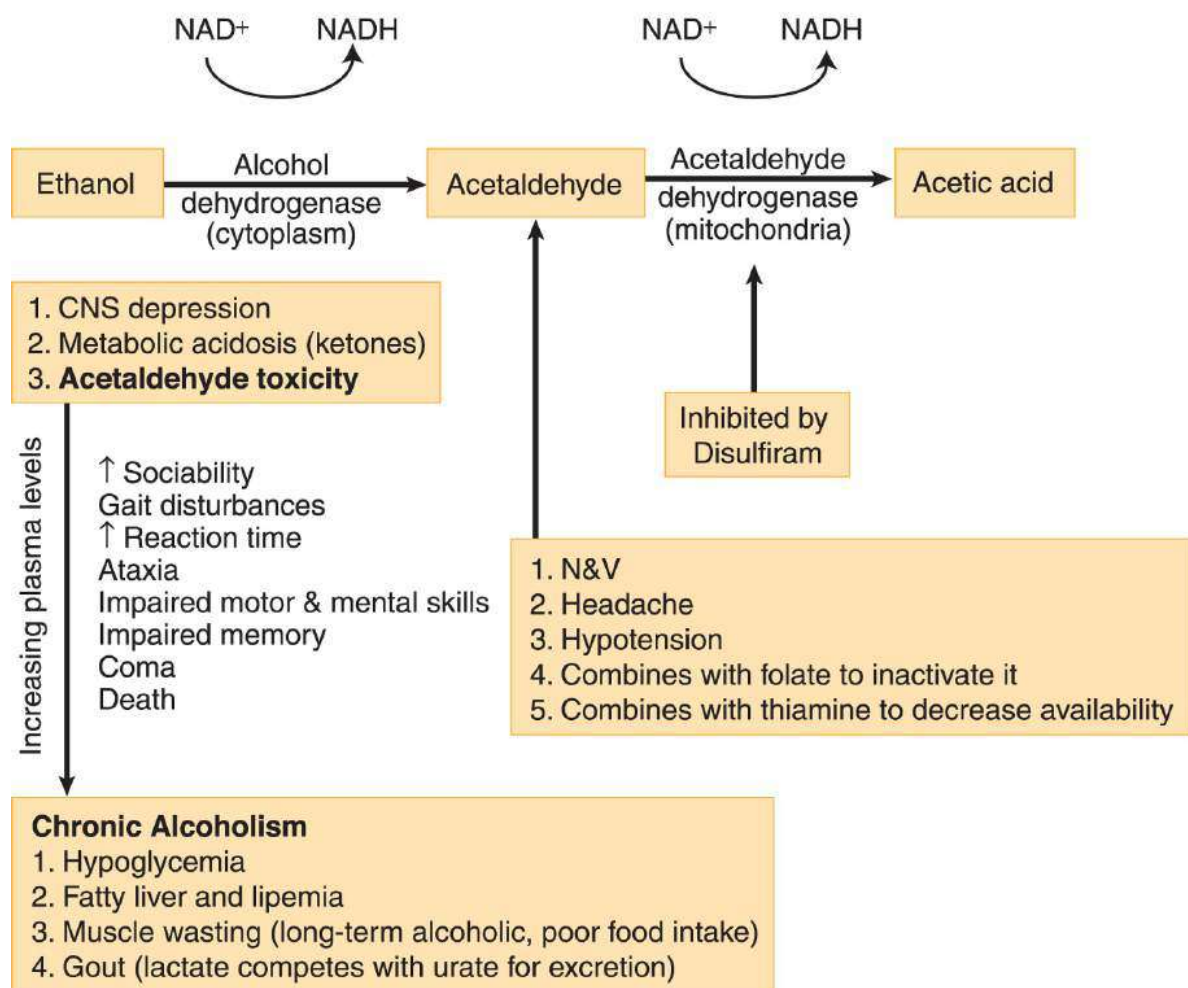 NAD+ NADH
NAD+ NADH
Ethanol
Alcohol
dehydrogenase
(cytoplasm)
Acetaldehyde
Acetaldehyde
dehydrogenase
(mitochondria)
Acetic acid
1. CNS depression
2. Metabolic acidosis (ketones)
3. Acetaldehyde toxicity
Inhibited by
Disulfiram
Increasing plasma levels
↑ Sociability
Gait disturbances
↑ Reaction time
Ataxia
Impaired motor & mental skills
Impaired memory
Coma
Death
1. N&V
2. Headache
3. Hypotension
4. Combines with folate to inactivate it
5. Combines with thiamine to decrease availability
Chronic Alcoholism
1. Hypoglycemia
2. Fatty liver and lipemia
3. Muscle wasting (long-term alcoholic, poor food intake)
4. Gout (lactate competes with urate for excretion)